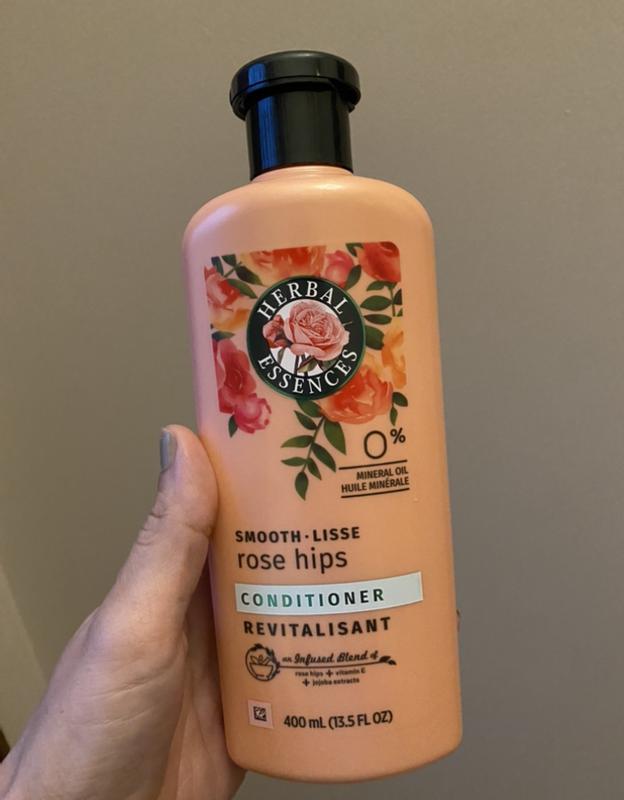 HERBAL
ESSENCES
0%
MINERAL OIL
HUILE MINÉRALE
SMOOTH·LISSE
rose hips
CONDITIONER
REVITALISANT
an Infused Blend of
rose hips + vitamin E
+ jojoba extracts
400 mL (13.5 FL OZ)